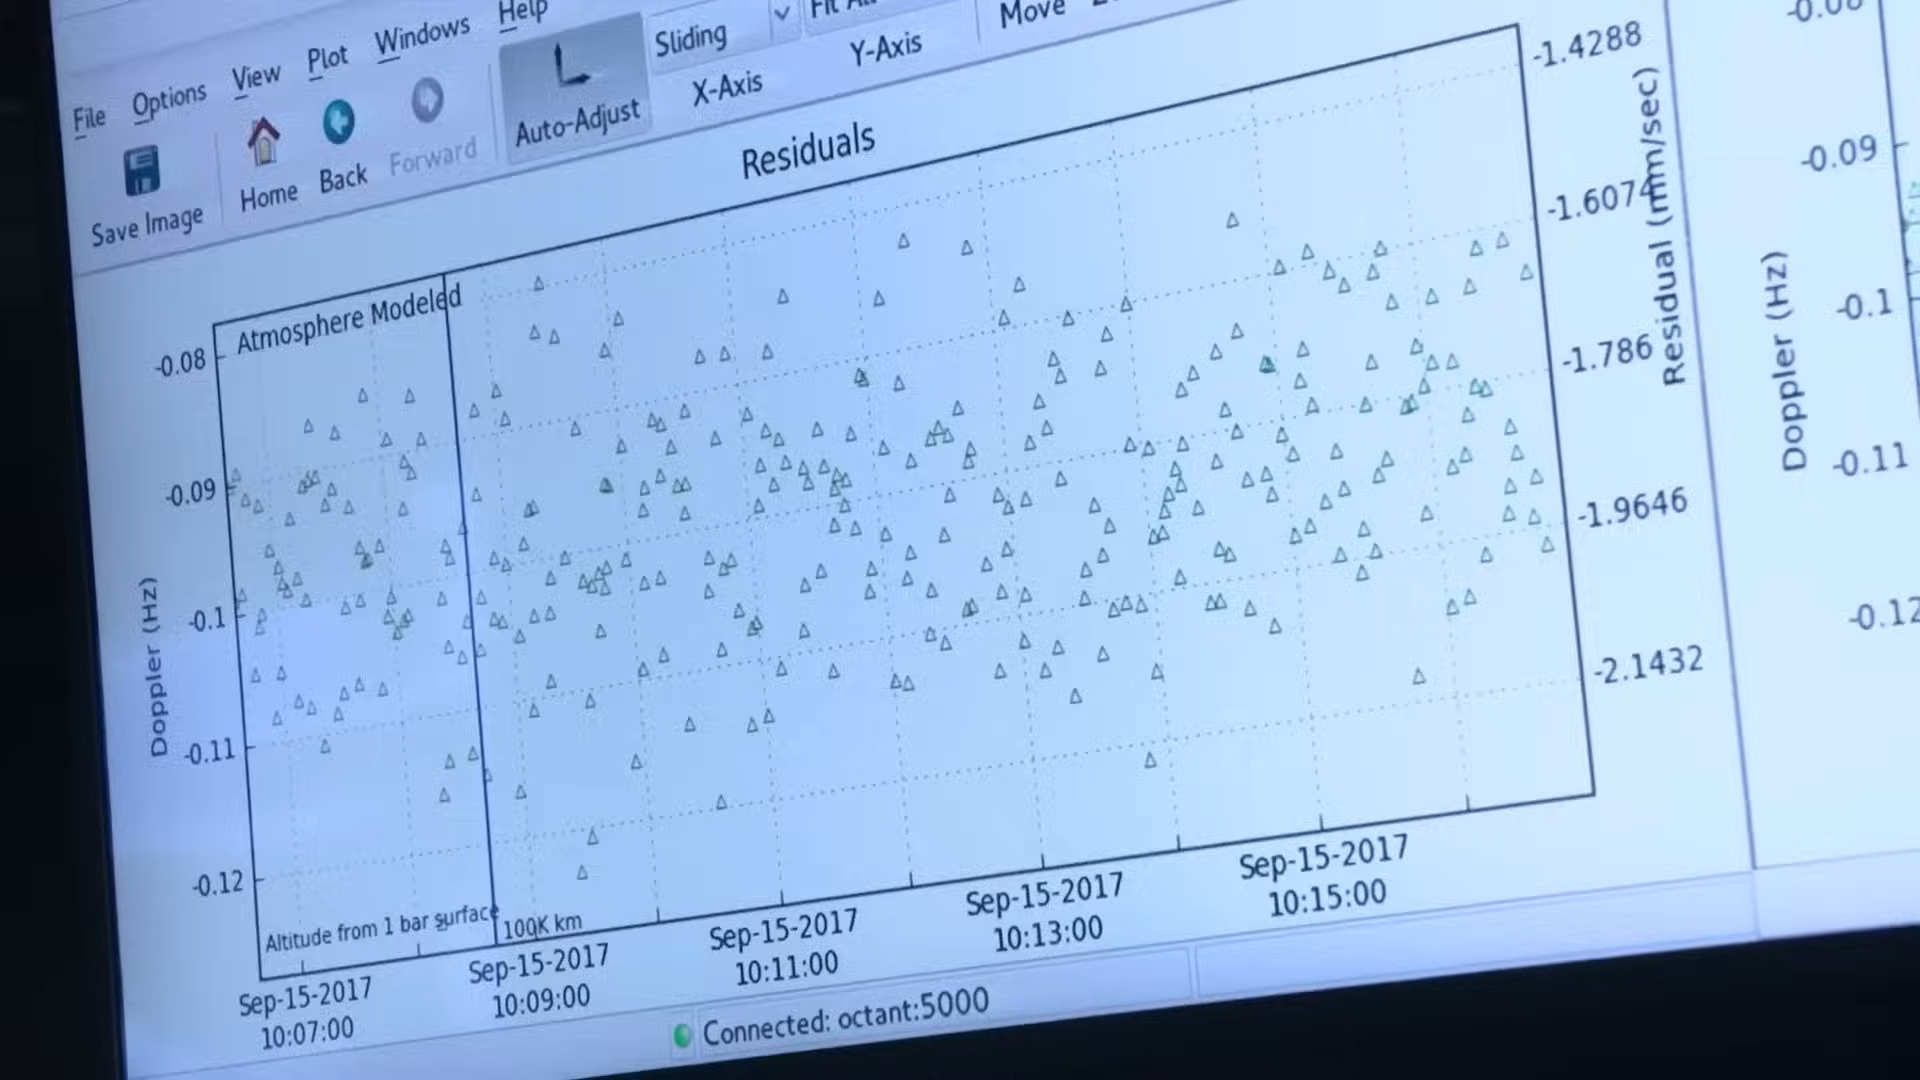 File Options View Plot Windows Help
Save Image Home Back Forward Auto-Adjust Sliding
X-Axis Y-Axis Move
Residuals
Atmosphere Modeled
-0.08
-0.09
-0.1
-0.11
-0.12
Doppler (Hz)
-1.4288
-1.6074
-1.786
-1.9646
-2.1432
Residual (mm/sec)
Altitude from 1 bar surface
100K km
Sep-15-2017
10:07:00
Sep-15-2017
10:09:00
Sep-15-2017
10:11:00
Sep-15-2017
10:13:00
Sep-15-2017
10:15:00
Connected: octant:5000
-0.09
-0.1
-0.11
-0.12
Doppler (Hz)